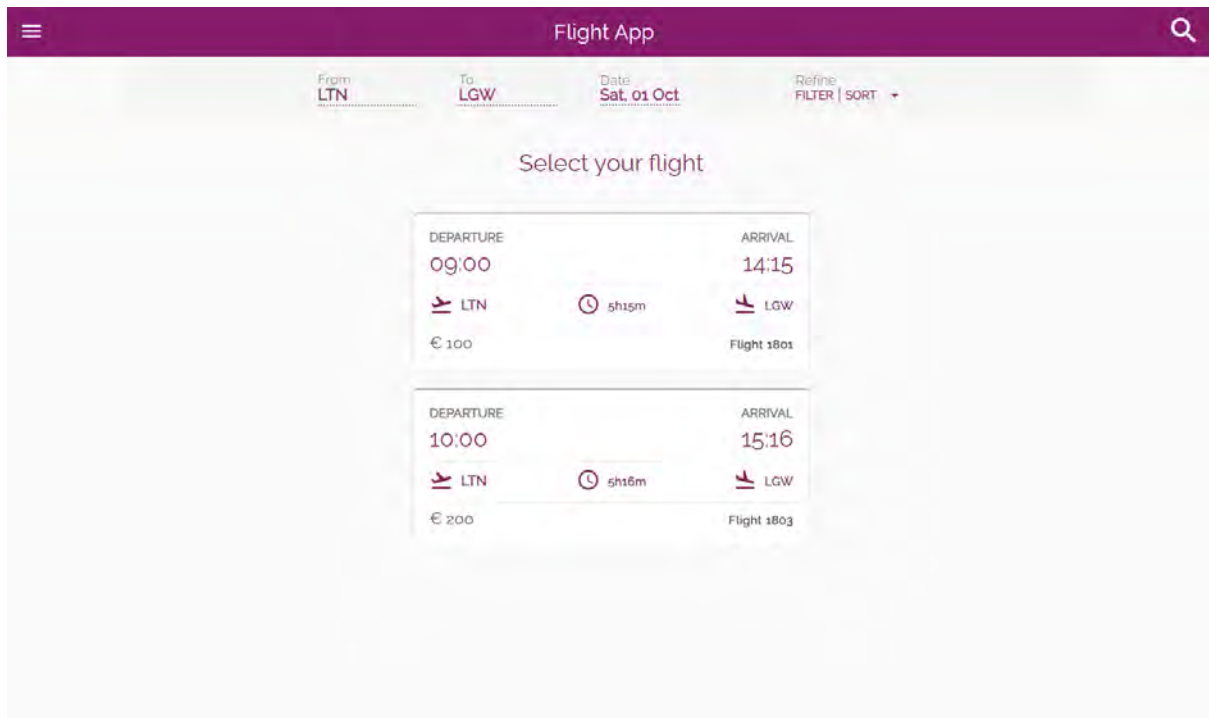 Flight App
From To Date Refine
LTN LGW Sat, 01 Oct FILTER | SORT
Select your flight
DEPARTURE ARRIVAL
09:00 14:15
LTN 5h15m LGW
€ 100 Flight 1801
DEPARTURE ARRIVAL
10:00 15:16
LTN 5h16m LGW
€ 200 Flight 1803